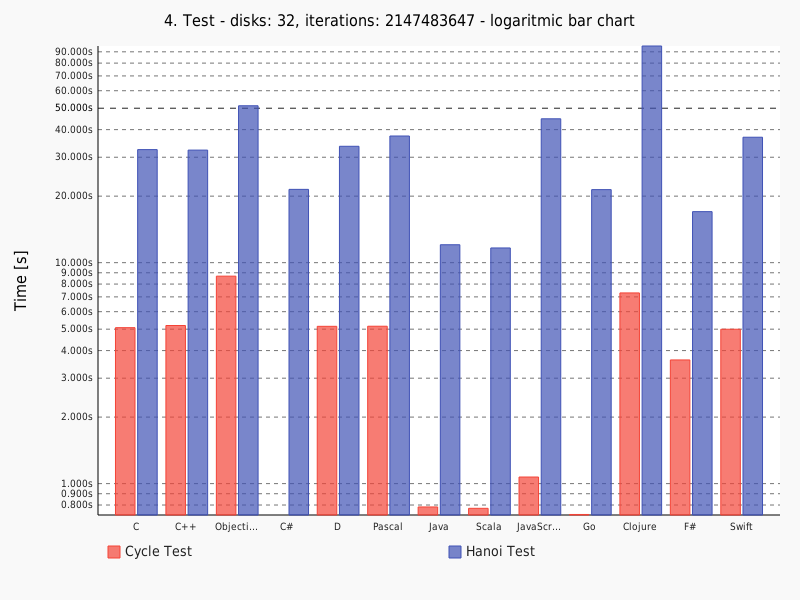 4. Test - disks: 32, iterations: 2147483647 - logaritmic bar chart
Time [s]
90.000s
80.000s
70.000s
60.000s
50.000s
40.000s
30.000s
20.000s
10.000s
9.000s
8.000s
7.000s
6.000s
5.000s
4.000s
3.000s
2.000s
1.000s
0.900s
0.800s
C C++ Objecti... C# D Pascal Java Scala JavaScr... Go Clojure F# Swift
Cycle Test Hanoi Test